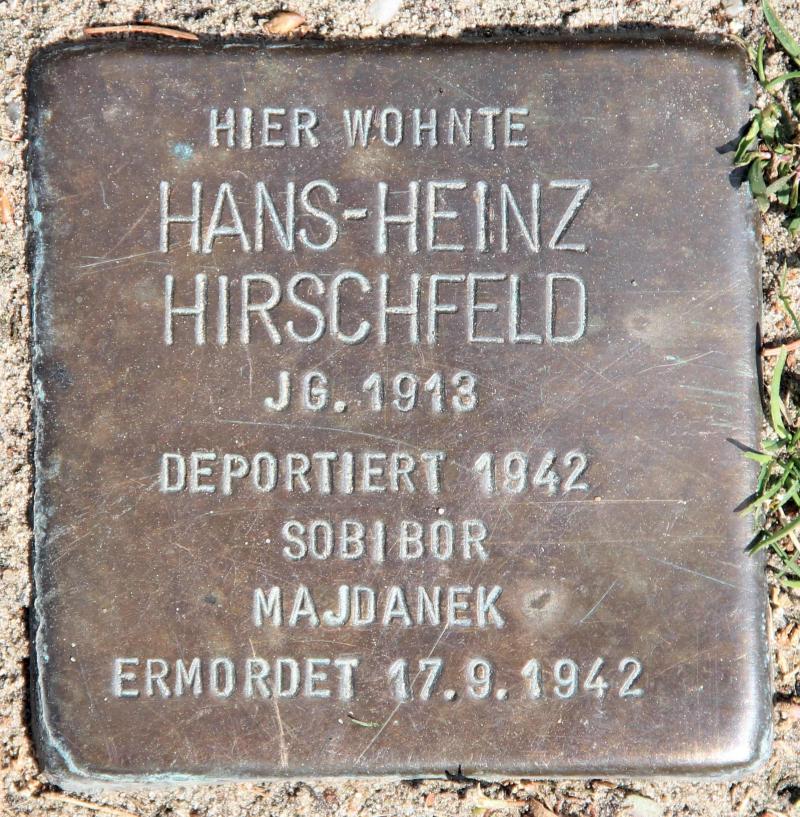 HIER WOHNTE
HANS-HEINZ
HIRSCHFELD
JG. 1913
DEPORTIERT 1942
SOBIBOR
MAJDANEK
ERMORDET 17.9.1942